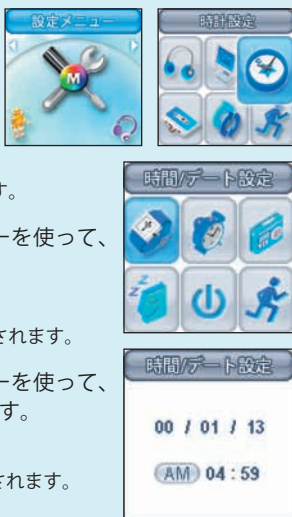 設定メニュー
時計設定
す。
ーを使って、
されます。
ーを使って、
す。
されます。
時間/デート設定
時間/デート設定
00 / 01 / 13
AM 04 : 59